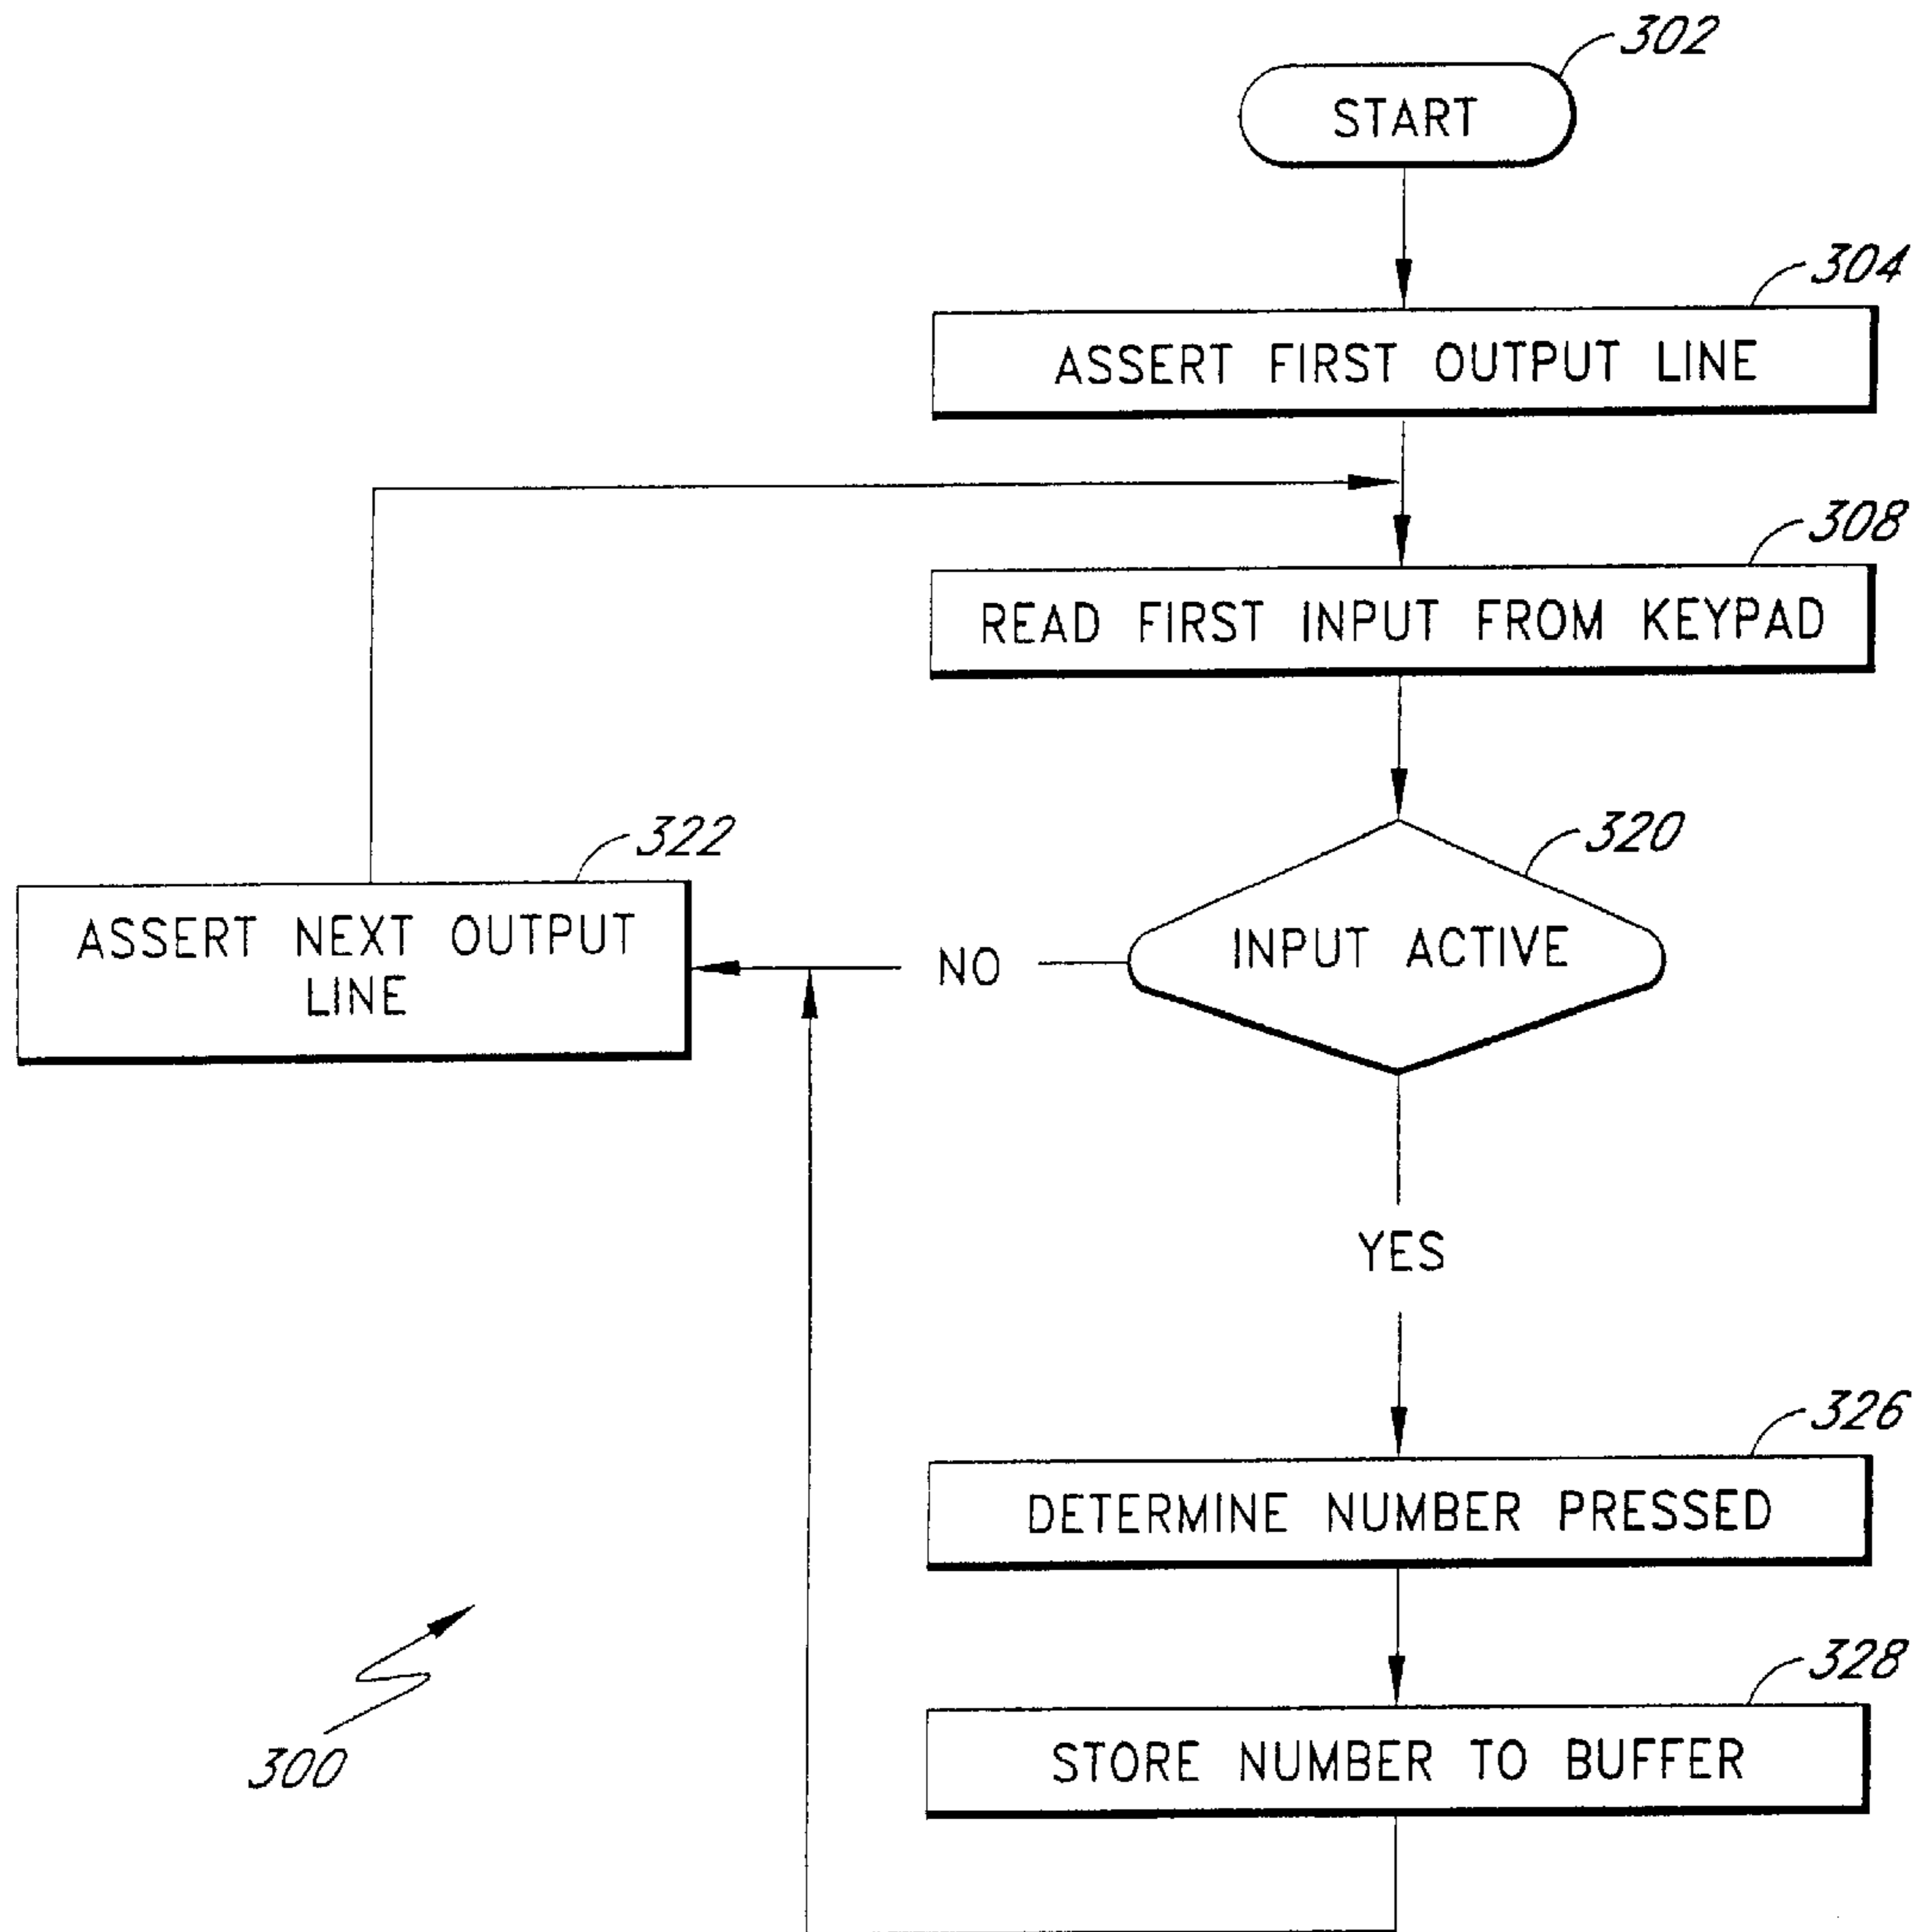 302
START
304
ASSERT FIRST OUTPUT LINE
308
READ FIRST INPUT FROM KEYPAD
320
322
INPUT ACTIVE
ASSERT NEXT OUTPUT
LINE
NO
YES
326
DETERMINE NUMBER PRESSED
328
STORE NUMBER TO BUFFER
300